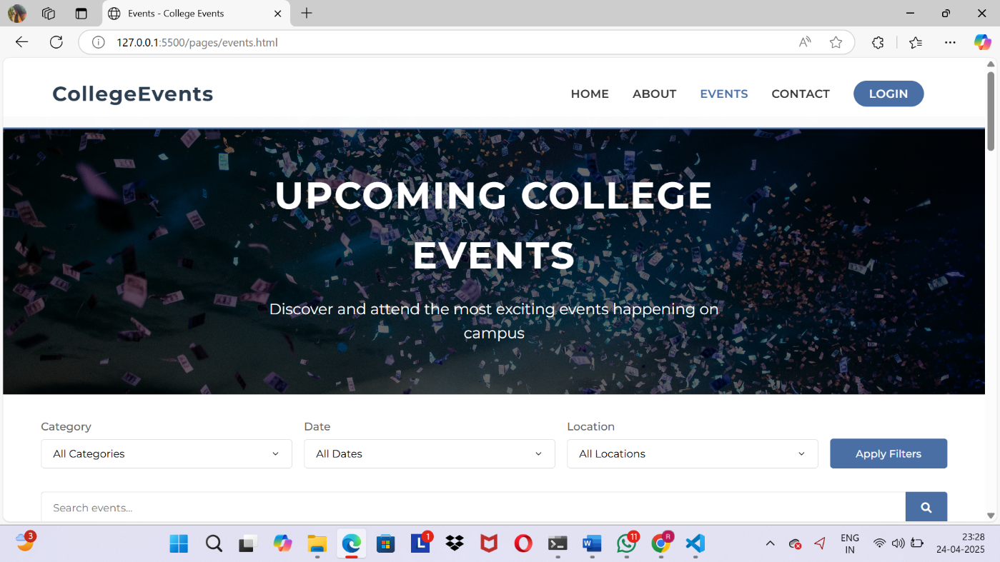 Events - College Events
127.0.0.1:5500/pages/events.html
CollegeEvents
HOME ABOUT EVENTS CONTACT LOGIN
UPCOMING COLLEGE
EVENTS
Discover and attend the most exciting events happening on
campus
Category Date Location
All Categories All Dates All Locations Apply Filters
Search events...
3
1
11
R
ENG
IN
23:28
24-04-2025